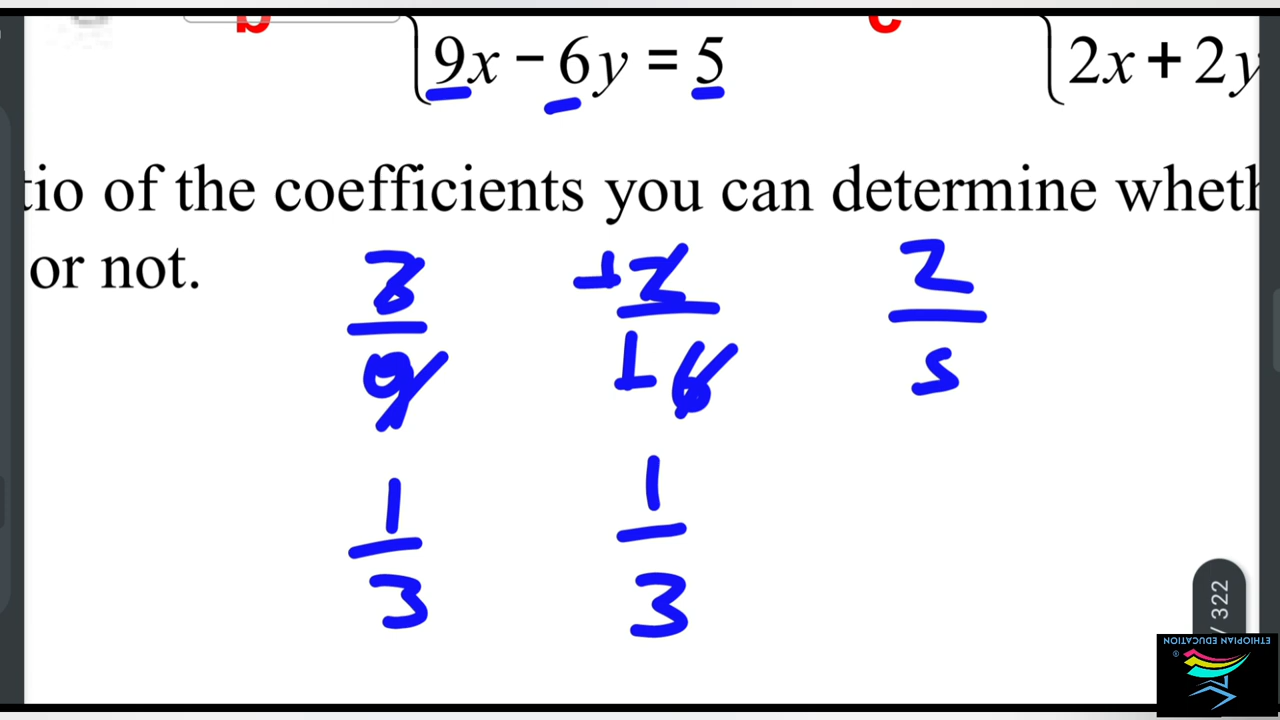 b c
9x − 6y = 5 2x + 2y
tio of the coefficients you can determine wheth
or not.
3/9 +2/+6 2/5
1/3 1/3
/ 322
ETHIOPIAN EDUCATION